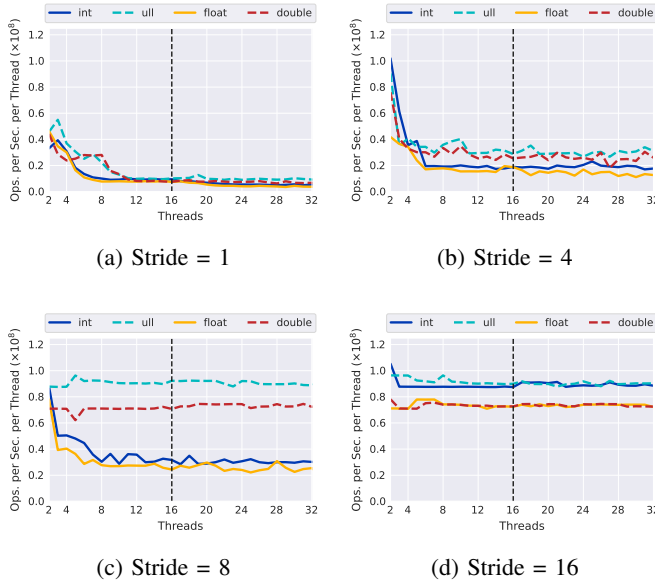 int ull float double
int ull float double
Ops. per Sec. per Thread (×10⁸)
1.2
1.0
0.8
0.6
0.4
0.2
0.0
2 4 8 12 16 20 24 28 32
Threads
Ops. per Sec. per Thread (×10⁸)
1.2
1.0
0.8
0.6
0.4
0.2
0.0
2 4 8 12 16 20 24 28 32
Threads
(a) Stride = 1
(b) Stride = 4
int ull float double
int ull float double
Ops. per Sec. per Thread (×10⁸)
1.2
1.0
0.8
0.6
0.4
0.2
0.0
2 4 8 12 16 20 24 28 32
Threads
Ops. per Sec. per Thread (×10⁸)
1.2
1.0
0.8
0.6
0.4
0.2
0.0
2 4 8 12 16 20 24 28 32
Threads
(c) Stride = 8
(d) Stride = 16